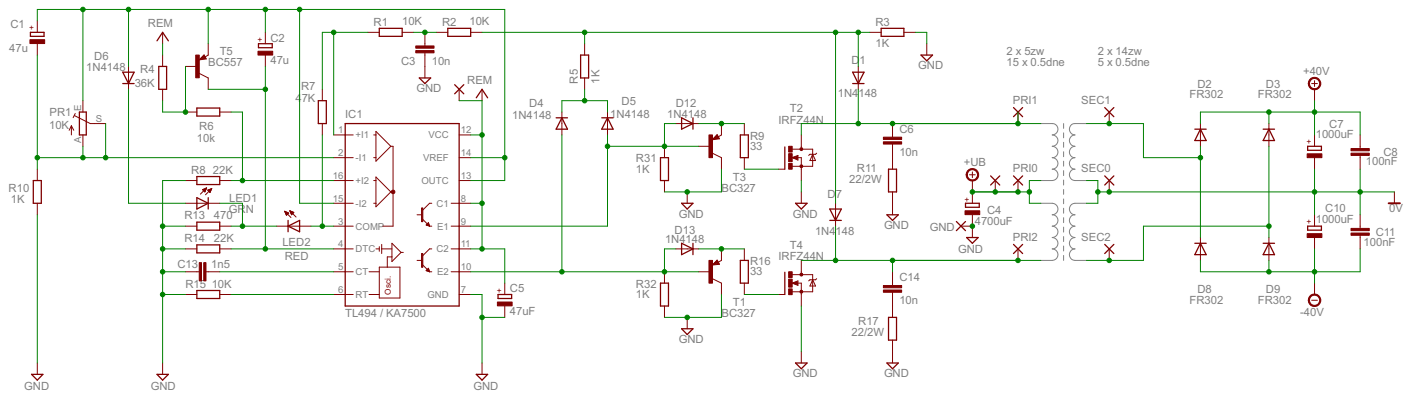 C1
47u
D6
1N4148
REM
R4
36K
T5
BC557
C2
47u
PR1
10K
E
S
A
R6
10k
R7
47K
R1
10K
R2
10K
C3
10n
GND
REM
R5
1K
R3
1K
GND
D1
1N4148
IC1
1
+I1
2
-I1
16
+I2
15
-I2
3
COMP
4
DTC
5
CT
6
RT
VCC
12
VREF
14
OUTC
13
C1
8
E1
9
C2
11
E2
10
GND
7
Osci.
TL494 / KA7500
R10
1K
R8
22K
LED1
GRN
R13
470
LED2
RED
R14
22K
C13
1n5
R15
10K
GND
GND
GND
C5
47uF
D4
1N4148
D5
D12
1N4148
R31
1K
GND
T3
BC327
R9
33
T2
IRFZ44N
D13
1N4148
R32
1K
GND
T1
BC327
R16
33
T4
IRFZ44N
GND
D7
1N4148
C6
10n
R11
22/2W
GND
C14
10n
R17
22/2W
GND
+UB
C4
4700uF
GND
GND
2 x 5zw
15 x 0.5dne
2 x 14zw
5 x 0.5dne
PRI1
PRI0
PRI2
SEC1
SEC0
SEC2
D2
FR302
D3
FR302
D8
FR302
D9
FR302
+40V
C7
1000uF
C8
100nF
0V
C10
1000uF
C11
100nF
-40V